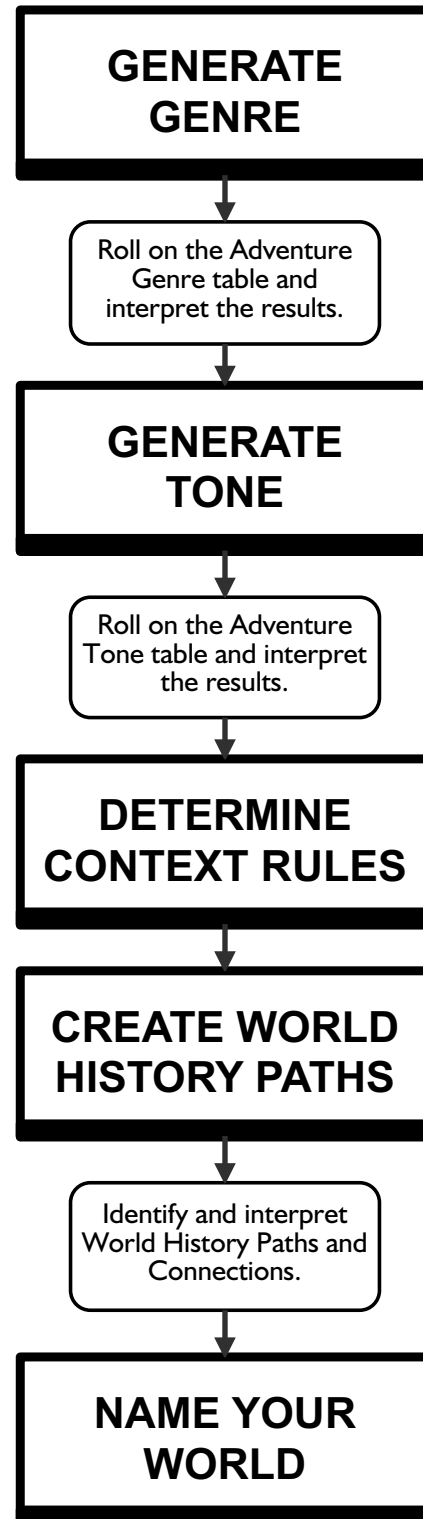 GENERATE
GENRE
Roll on the Adventure
Genre table and
interpret the results.
GENERATE
TONE
Roll on the Adventure
Tone table and interpret
the results.
DETERMINE
CONTEXT RULES
CREATE WORLD
HISTORY PATHS
Identify and interpret
World History Paths and
Connections.
NAME YOUR
WORLD